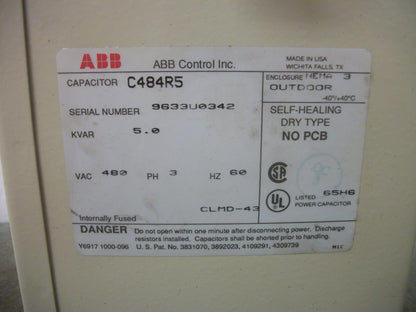 ABB ABB Control Inc.
MADE IN USA
WICHITA FALLS, TX
CAPACITOR C484R5
ENCLOSURE NEMA 3
OUTDOOR
-40°/+40°C
SERIAL NUMBER 9633U0342
KVAR 5.0
SELF-HEALING
DRY TYPE
NO PCB
VAC 480 PH 3 HZ 60
SA
UL LISTED 65H6
POWER CAPACITOR
CLMD-43
Internally Fused
DANGER Do not open within one minute after disconnecting power. Discharge
resistors installed. Capacitors shall be shorted prior to handling.
Y6917 1000-096 U. S. Pat. No. 3831070, 3892023, 4109291, 4309739 MLC